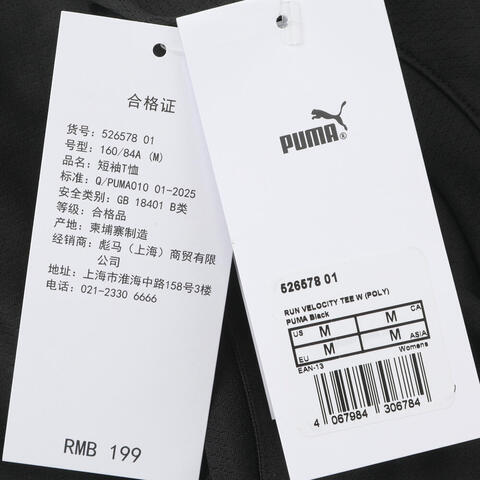 合格证
货号: 526578 01
号型: 160/84A (M)
品名: 短袖T恤
标准: Q/PUMA010 01-2025
安全类别: GB 18401 B类
等级: 合格品
产地: 柬埔寨制造
经销商: 彪马（上海）商贸有限
公司
地址: 上海市淮海中路158号3楼
电话: 021-2330 6666
RMB 199
PUMA®
526578 01
RUN VELOCITY TEE W (POLY)
PUMA Black
US M M CA
EU M M ASIA
EAN-13 Womens
4 067984 306784